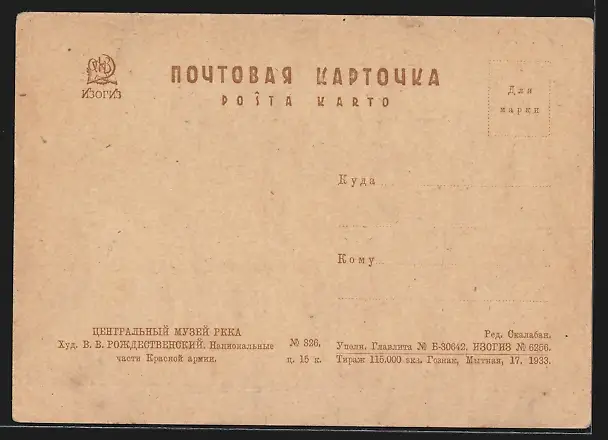 ИЗОГИЗ
ПОЧТОВАЯ КАРТОЧКА
POŜTA KARTO
Для
марки
Куда
Кому
ЦЕНТРАЛЬНЫЙ МУЗЕЙ РККА
Худ. В. В. РОЖДЕСТВЕНСКИЙ. Национальные
части Красной армии.
№ 326.
ц. 15 к.
Ред. Скалабан.
Уполн. Главлита № Б-30642. ИЗОГИЗ № 6266.
Тираж 115.000 экз. Гознак, Мытная, 17. 1933.